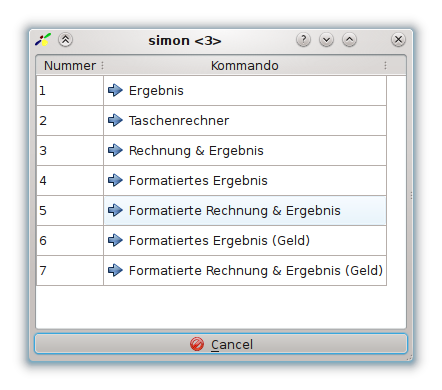 simon <3>
Nummer Kommando
1 Ergebnis
2 Taschenrechner
3 Rechnung & Ergebnis
4 Formatiertes Ergebnis
5 Formatierte Rechnung & Ergebnis
6 Formatiertes Ergebnis (Geld)
7 Formatierte Rechnung & Ergebnis (Geld)
Cancel